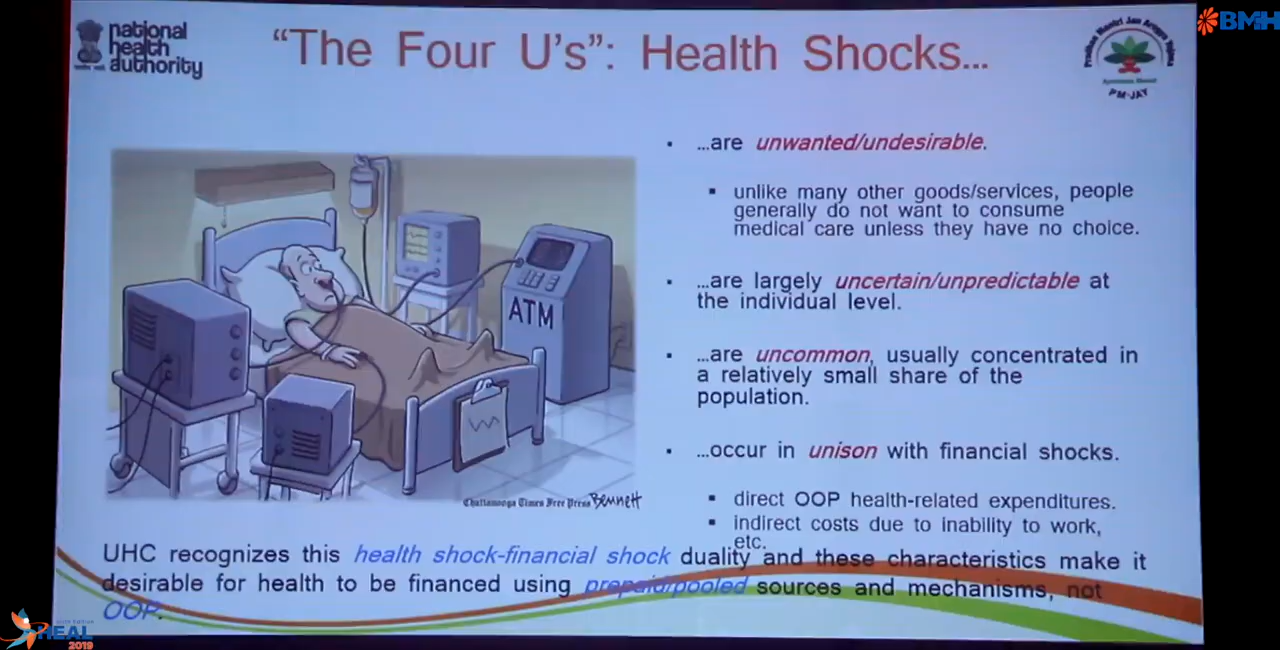 national
health
authority
"The Four U's": Health Shocks...
Pradhan Mantri Jan Arogya Yojana
PM-JAY
BMH
...are unwanted/undesirable.
unlike many other goods/services, people
generally do not want to consume
medical care unless they have no choice.
...are largely uncertain/unpredictable at
the individual level.
...are uncommon, usually concentrated in
a relatively small share of the
population.
...occur in unison with financial shocks.
direct OOP health-related expenditures.
indirect costs due to inability to work,
etc.
ATM
Chattanooga Times Free Press Bennett
UHC recognizes this health shock-financial shock duality and these characteristics make it
desirable for health to be financed using prepaid/pooled sources and mechanisms, not
OOP.
HEAL
2019